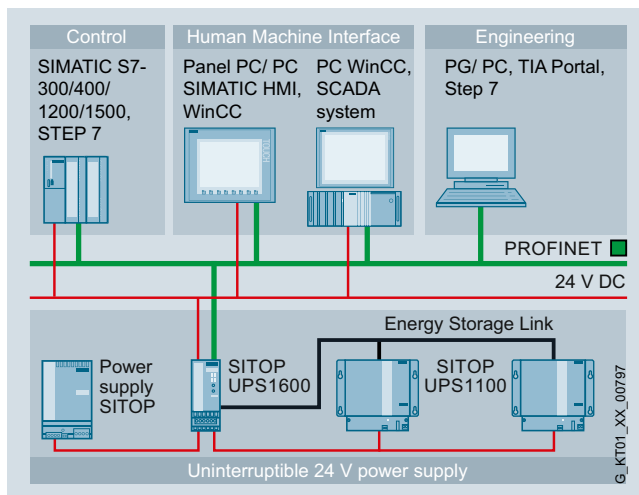 Control
Human Machine Interface
Engineering
SIMATIC S7-
300/400/
1200/1500,
STEP 7
Panel PC/ PC
SIMATIC HMI,
WinCC
PC WinCC,
SCADA
system
PG/ PC, TIA Portal,
Step 7
PROFINET
24 V DC
Energy Storage Link
Power
supply
SITOP
SITOP
UPS1600
SITOP
UPS1100
Uninterruptible 24 V power supply
G_KT01_XX_00797